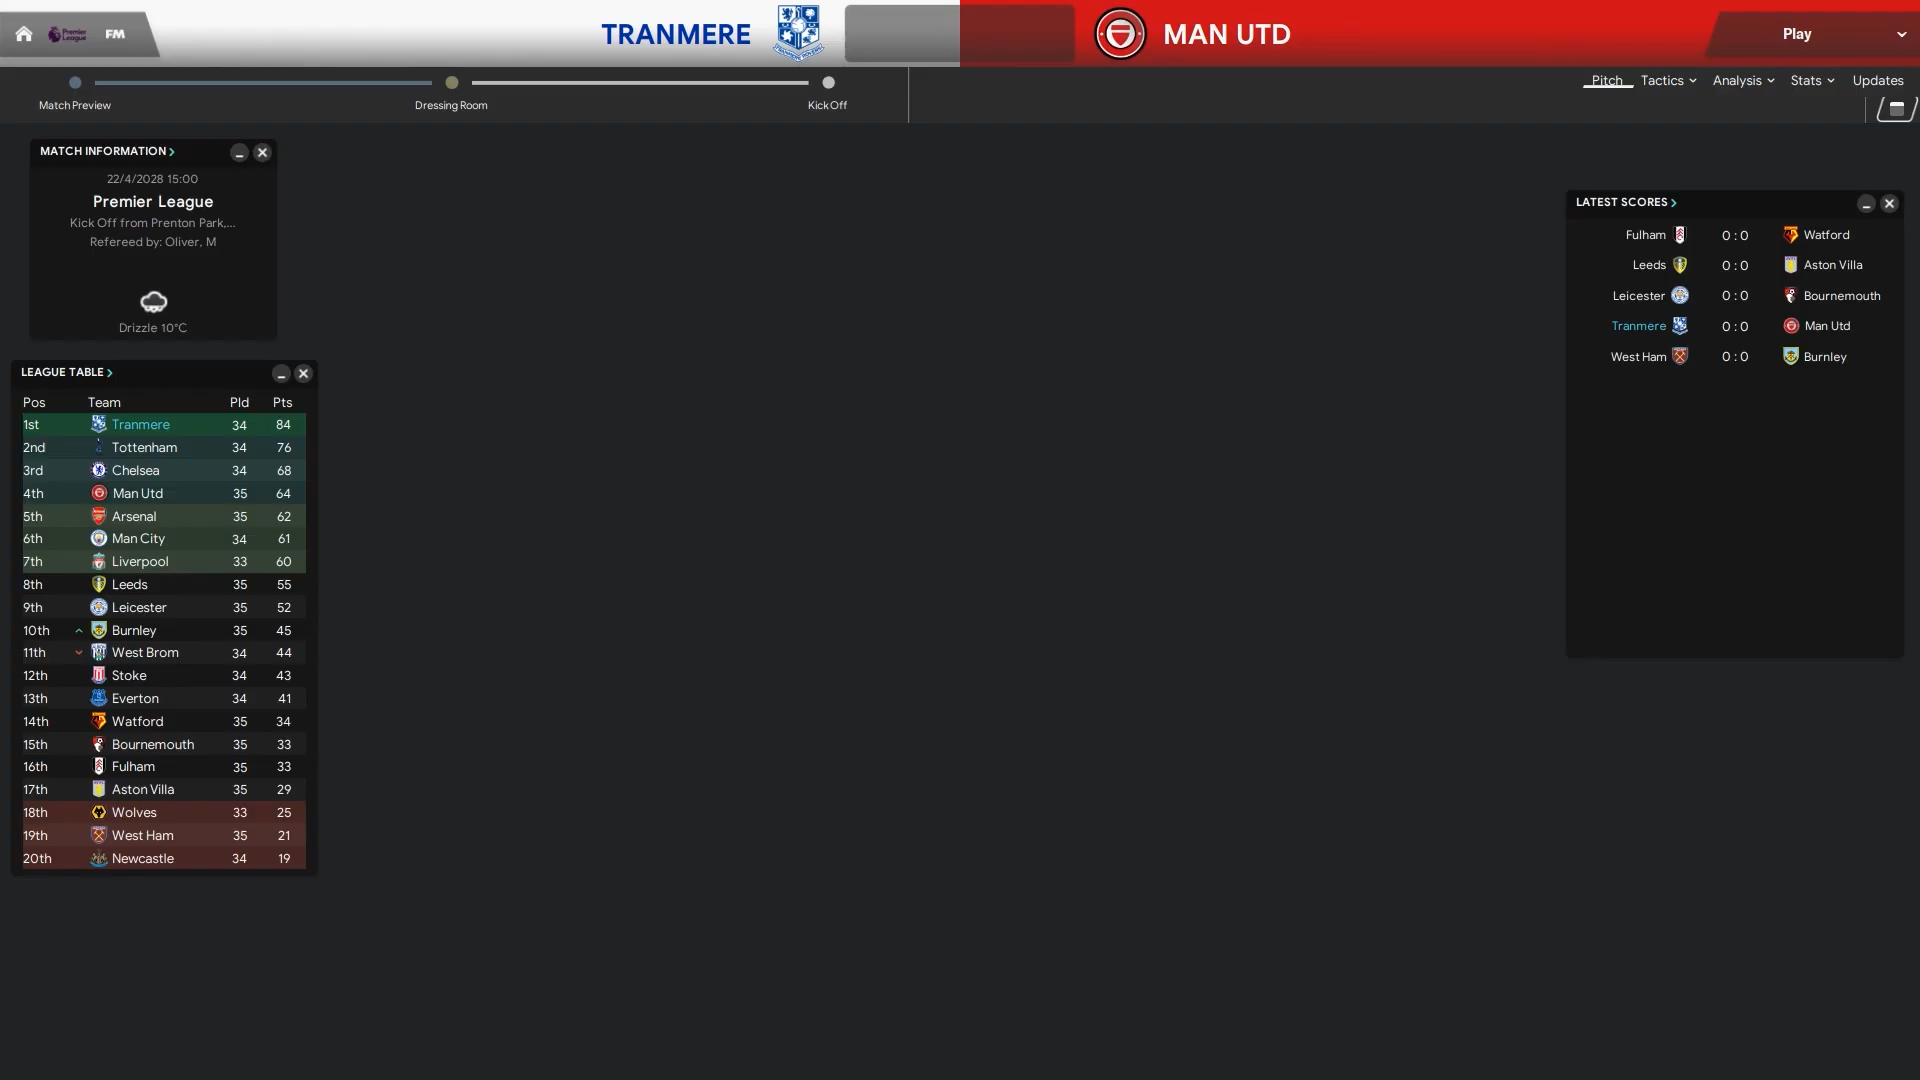 Premier League
FM
TRANMERE
MAN UTD
Play
Match Preview
Dressing Room
Kick Off
Pitch
Tactics
Analysis
Stats
Updates
MATCH INFORMATION
22/4/2028 15:00
Premier League
Kick Off from Prenton Park,...
Refereed by: Oliver, M
Drizzle 10°C
LEAGUE TABLE
Pos Team Pld Pts
1st Tranmere 34 84
2nd Tottenham 34 76
3rd Chelsea 34 68
4th Man Utd 35 64
5th Arsenal 35 62
6th Man City 34 61
7th Liverpool 33 60
8th Leeds 35 55
9th Leicester 35 52
10th Burnley 35 45
11th West Brom 34 44
12th Stoke 34 43
13th Everton 34 41
14th Watford 35 34
15th Bournemouth 35 33
16th Fulham 35 33
17th Aston Villa 35 29
18th Wolves 33 25
19th West Ham 35 21
20th Newcastle 34 19
LATEST SCORES
Fulham 0 : 0 Watford
Leeds 0 : 0 Aston Villa
Leicester 0 : 0 Bournemouth
Tranmere 0 : 0 Man Utd
West Ham 0 : 0 Burnley